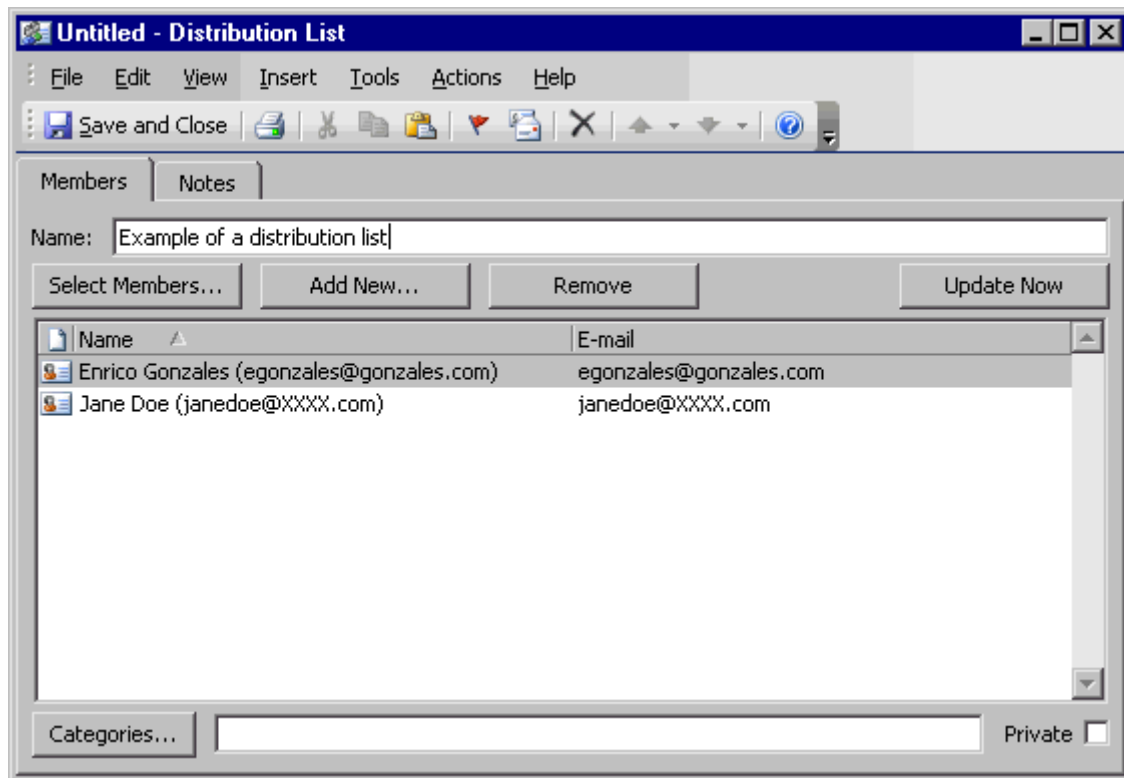 Untitled - Distribution List
File Edit View Insert Tools Actions Help
Save and Close
Members Notes
Name: Example of a distribution list
Select Members... Add New... Remove Update Now
Name E-mail
Enrico Gonzales (egonzales@gonzales.com) egonzales@gonzales.com
Jane Doe (janedoe@XXXX.com) janedoe@XXXX.com
Categories... Private